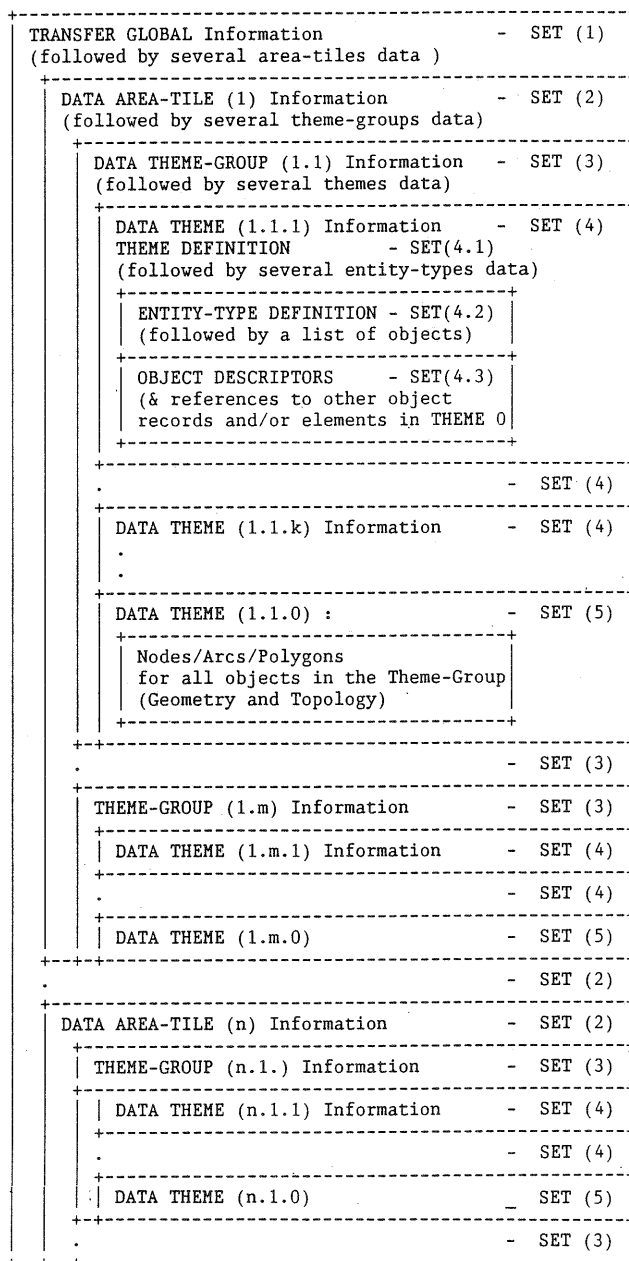 TRANSFER GLOBAL Information - SET (1)
(followed by several area-tiles data )
DATA AREA-TILE (1) Information - SET (2)
(followed by several theme-groups data)
DATA THEME-GROUP (1.1) Information - SET (3)
(followed by several themes data)
DATA THEME (1.1.1) Information - SET (4)
THEME DEFINITION - SET(4.1)
(followed by several entity-types data)
ENTITY-TYPE DEFINITION - SET(4.2)
(followed by a list of objects)
OBJECT DESCRIPTORS - SET(4.3)
(& references to other object
records and/or elements in THEME 0
. - SET (4)
DATA THEME (1.1.k) Information - SET (4)
.
.
DATA THEME (1.1.0) : - SET (5)
Nodes/Arcs/Polygons
for all objects in the Theme-Group
(Geometry and Topology)
. - SET (3)
THEME-GROUP (1.m) Information - SET (3)
DATA THEME (1.m.1) Information - SET (4)
. - SET (4)
DATA THEME (1.m.0) - SET (5)
. - SET (2)
DATA AREA-TILE (n) Information - SET (2)
THEME-GROUP (n.1.) Information - SET (3)
DATA THEME (n.1.1) Information - SET (4)
. - SET (4)
DATA THEME (n.1.0) _ SET (5)
. - SET (3)